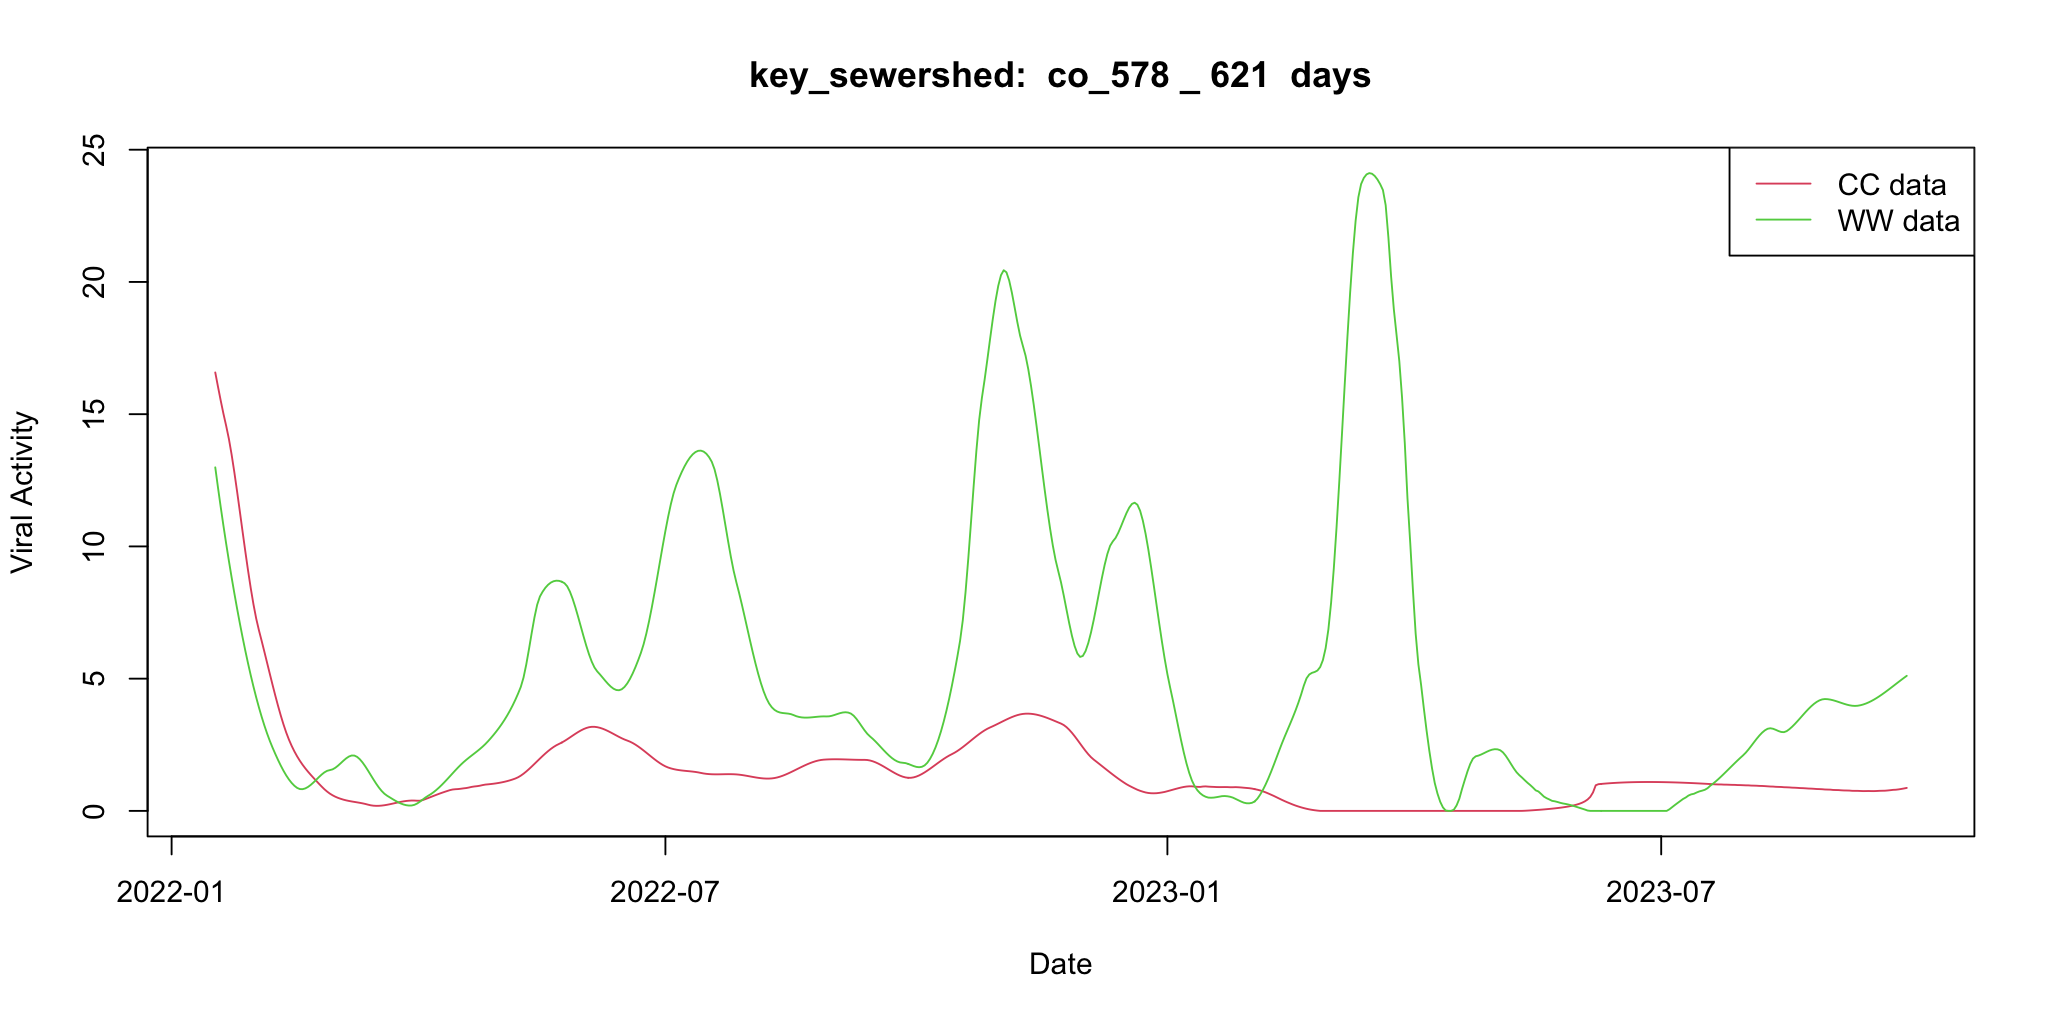 key_sewershed:  co_578 _ 621  days
25
20
15
10
5
0
Viral Activity
CC data
WW data
2022-01
2022-07
2023-01
2023-07
Date